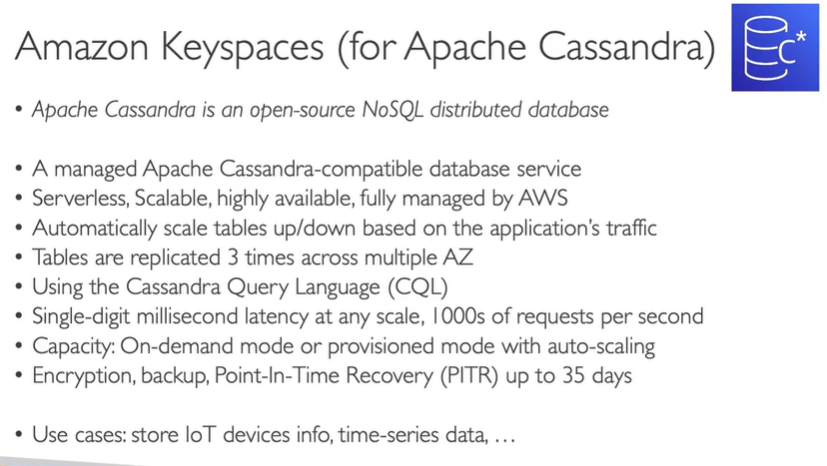 Amazon Keyspaces (for Apache Cassandra)
C*
• Apache Cassandra is an open-source NoSQL distributed database
• A managed Apache Cassandra-compatible database service
• Serverless, Scalable, highly available, fully managed by AWS
• Automatically scale tables up/down based on the application's traffic
• Tables are replicated 3 times across multiple AZ
• Using the Cassandra Query Language (CQL)
• Single-digit millisecond latency at any scale, 1000s of requests per second
• Capacity: On-demand mode or provisioned mode with auto-scaling
• Encryption, backup, Point-In-Time Recovery (PITR) up to 35 days
• Use cases: store IoT devices info, time-series data, …